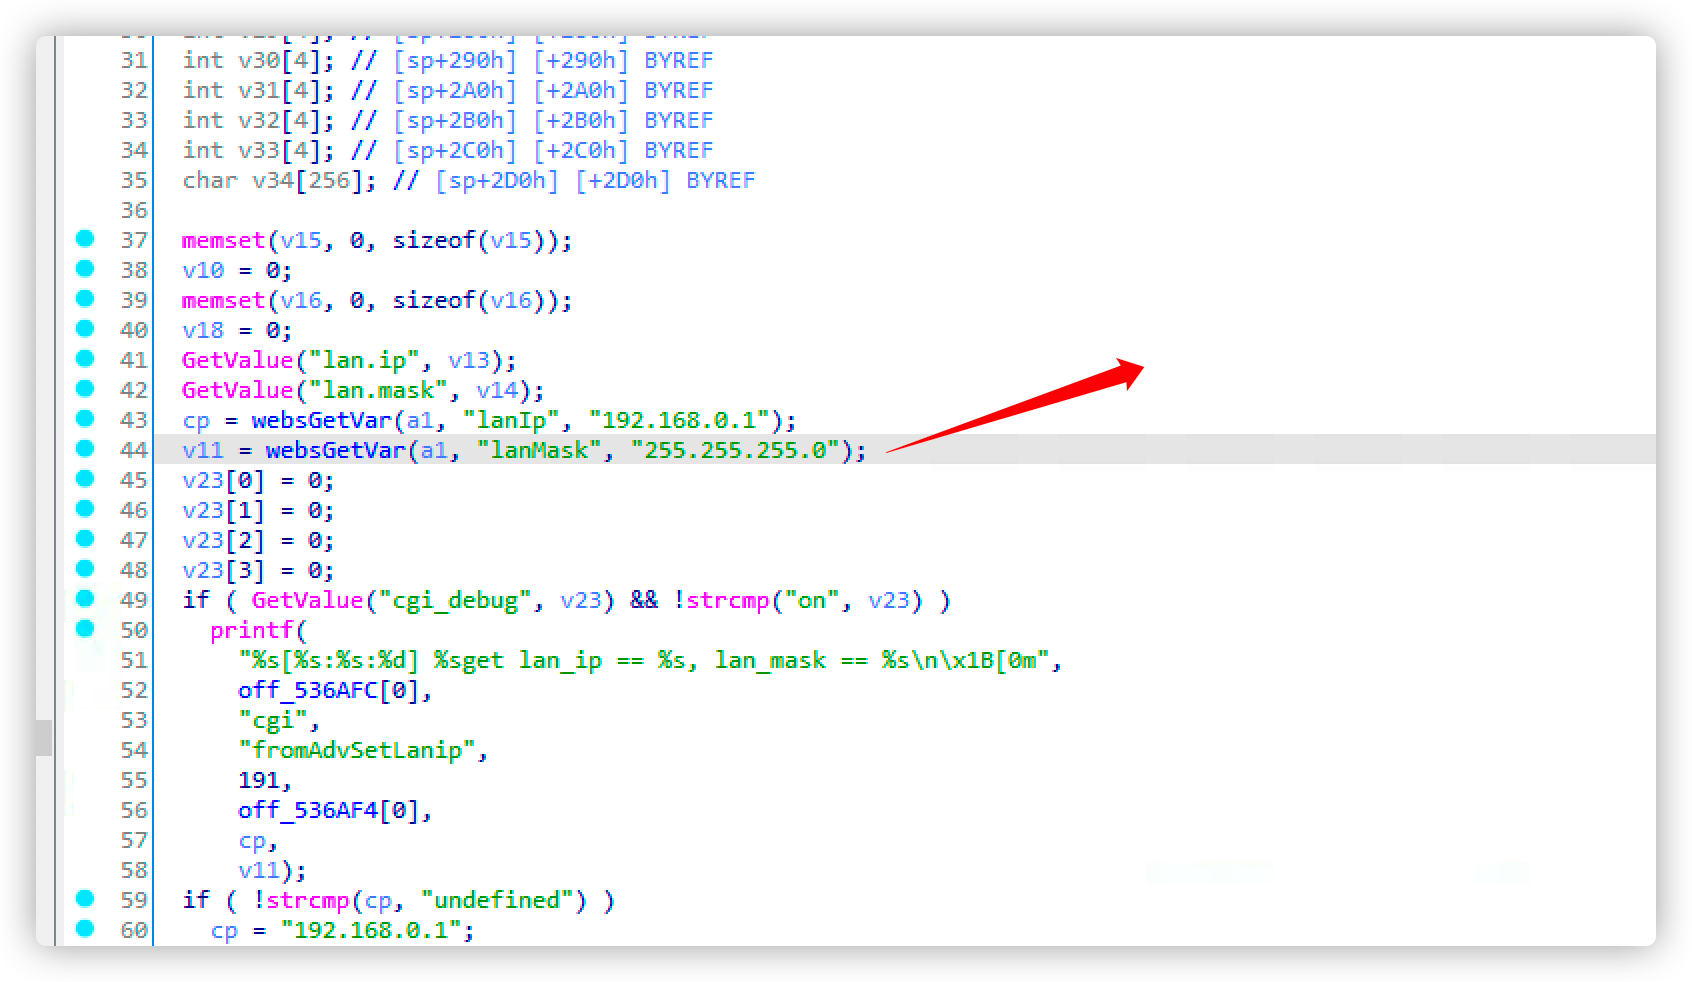 31 int v30[4]; // [sp+290h] [+290h] BYREF
32 int v31[4]; // [sp+2A0h] [+2A0h] BYREF
33 int v32[4]; // [sp+2B0h] [+2B0h] BYREF
34 int v33[4]; // [sp+2C0h] [+2C0h] BYREF
35 char v34[256]; // [sp+2D0h] [+2D0h] BYREF
36
37 memset(v15, 0, sizeof(v15));
38 v10 = 0;
39 memset(v16, 0, sizeof(v16));
40 v18 = 0;
41 GetValue("lan.ip", v13);
42 GetValue("lan.mask", v14);
43 cp = websGetVar(a1, "lanIp", "192.168.0.1");
44 v11 = websGetVar(a1, "lanMask", "255.255.255.0");
45 v23[0] = 0;
46 v23[1] = 0;
47 v23[2] = 0;
48 v23[3] = 0;
49 if ( GetValue("cgi_debug", v23) && !strcmp("on", v23) )
50 printf(
51 "%s[%s:%s:%d] %sget lan_ip == %s, lan_mask == %s\n\x1B[0m",
52 off_536AFC[0],
53 "cgi",
54 "fromAdvSetLanip",
55 191,
56 off_536AF4[0],
57 cp,
58 v11);
59 if ( !strcmp(cp, "undefined") )
60 cp = "192.168.0.1";